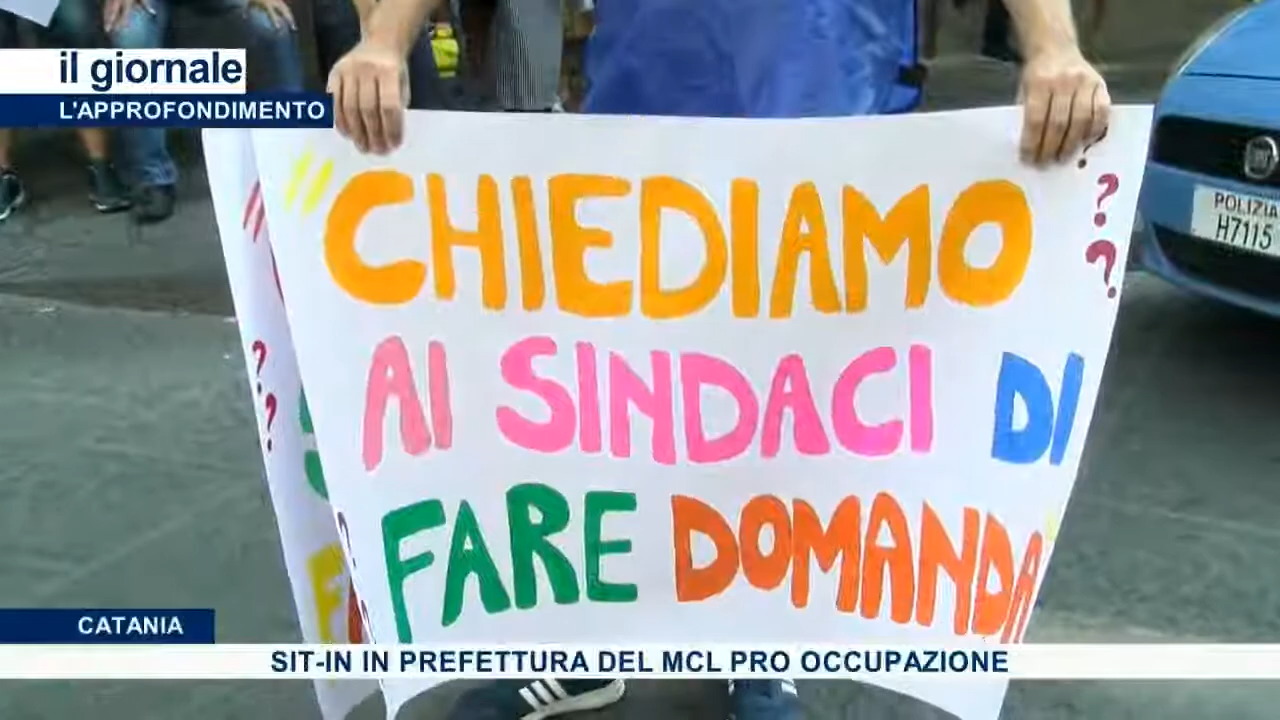 il giornale
L'APPROFONDIMENTO
"CHIEDIAMO ? ?
AI SINDACI DI
FARE DOMANDA
? ?
POLIZIA
H7115
CATANIA
SIT-IN IN PREFETTURA DEL MCL PRO OCCUPAZIONE